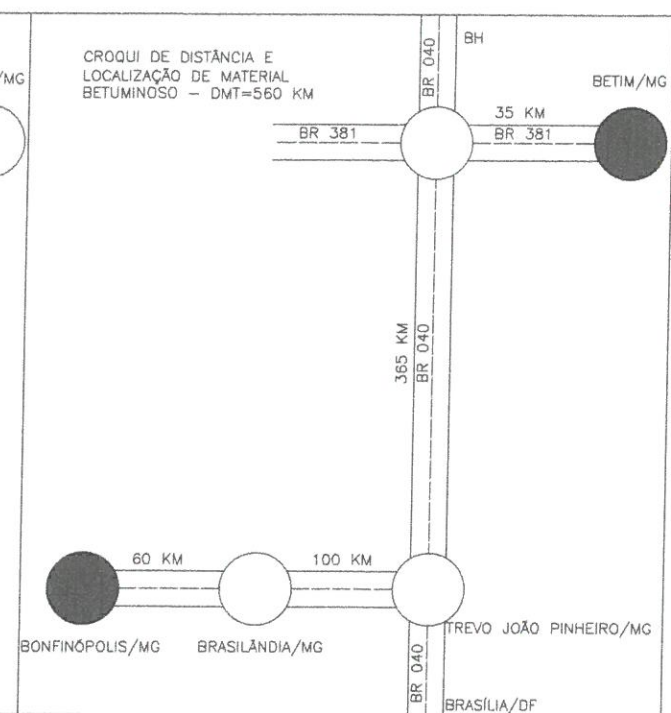 /MG
CROQUI DE DISTÂNCIA E
LOCALIZAÇÃO DE MATERIAL
BETUMINOSO – DMT=560 KM
BR 040
BH
BETIM/MG
35 KM
BR 381
BR 381
365 KM
BR 040
60 KM
100 KM
BONFINÓPOLIS/MG
BRASILÂNDIA/MG
TREVO JOÃO PINHEIRO/MG
BR 040
BRASÍLIA/DF